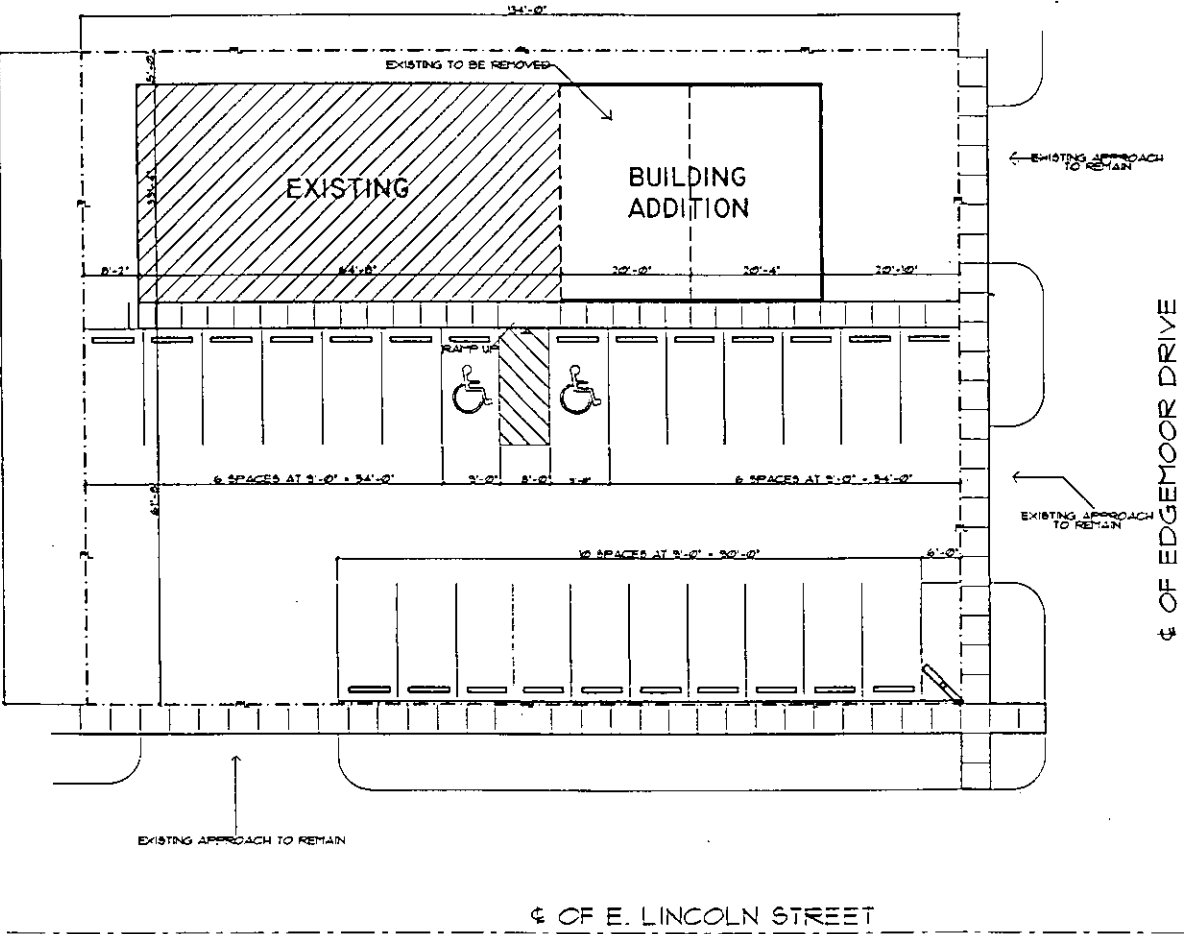 134'-0"
5'-0"
EXISTING TO BE REMOVED
EXISTING APPROACH
TO REMAIN
EXISTING
BUILDING
ADDITION
8'-2"
64'-8"
20'-0"
20'-4"
20'-10"
RAMP UP
6 SPACES AT 9'-0" = 54'-0"
9'-0"
8'-0"
6 SPACES AT 9'-0" = 54'-0"
EXISTING APPROACH
TO REMAIN
10 SPACES AT 9'-0" = 90'-0"
6'-0"
℄ OF EDGEMOOR DRIVE
EXISTING APPROACH TO REMAIN
℄ OF E. LINCOLN STREET